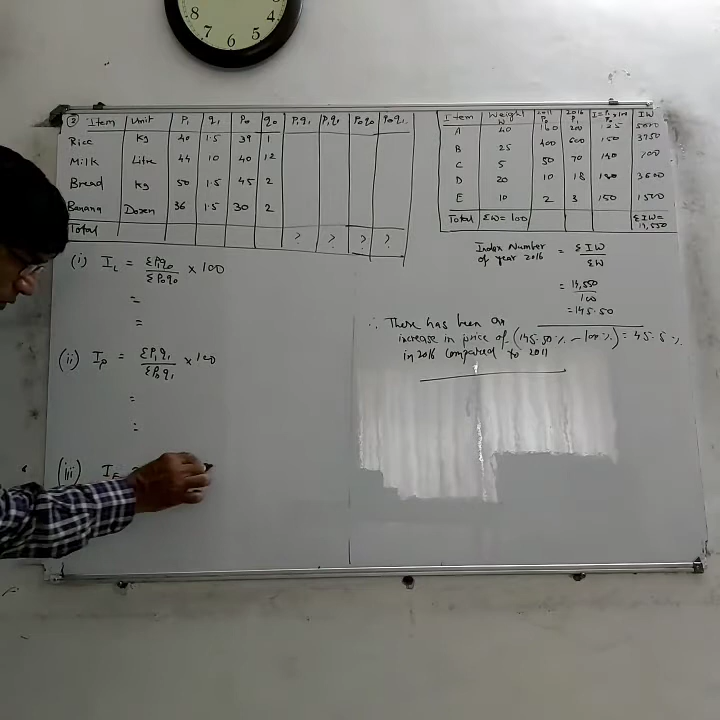 8 7 6 5 4
② Item Unit P₁ q₁ P₀ q₀ P₁q₁ P₁q₀ P₀q₀ P₀q₁
Rice Kg 40 1.5 39 1
Milk Litre 44 10 40 12
Bread Kg 50 1.5 45 2
Banana Dozen 36 1.5 30 2
Total ? ? ? ?
(i) I_L = ΣP₁q₀/ΣP₀q₀ × 100
=
=
(ii) I_P = ΣP₁q₁/ΣP₀q₁ × 100
=
=
(iii) I_F =
Item Weight W 2011 P₀ 2016 P₁ I = P₁/P₀ × 100 IW
A 40 160 200 125 5000
B 25 400 600 150 3750
C 5 50 70 140 700
D 20 10 18 180 3600
E 10 2 3 150 1500
Total ΣW = 100 ΣIW = 14,550
Index Number of year 2016 = ΣIW/ΣW
= 14,550/100
= 145.50
∴ There has been an
increase in price of (145.50% - 100%) = 45.5%
in 2016 compared to 2011